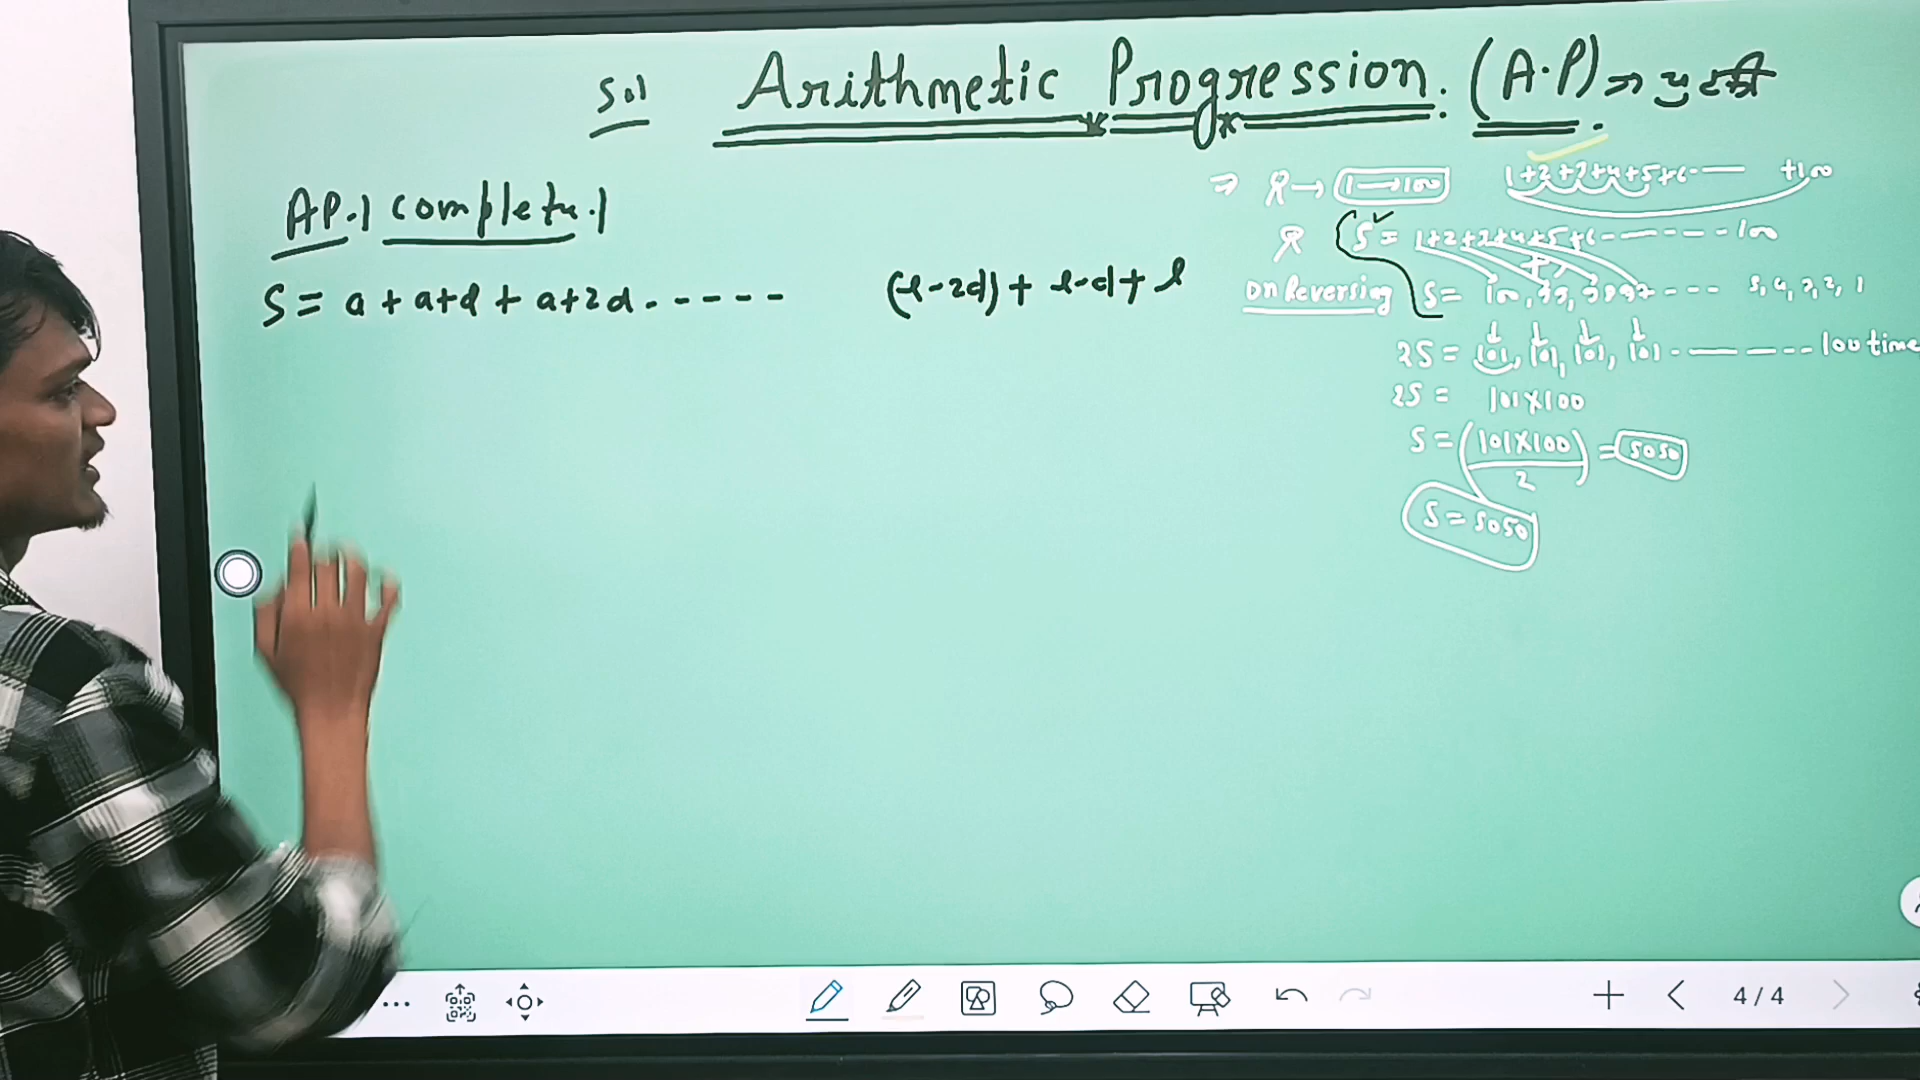 Sol Arithmetic Progression. (A.P) ⇒
AP.1 complete.1
S = a + a+d + a+2d - - - - - (l-2d) + l-d + l
⇒ R → 1 → 100 1+2+3+4+5+6 - — +100
R S = 1+2+3+4+5+6 - - - - - - 100
on Reversing S = 100, 99, 98 97 - - - 5, 4, 3, 2, 1
2S = 101, 101, 101, 101 - — - - - 100 time
2S = 101×100
S = (101×100 / 2) = 5050
S = 5050
4 / 4